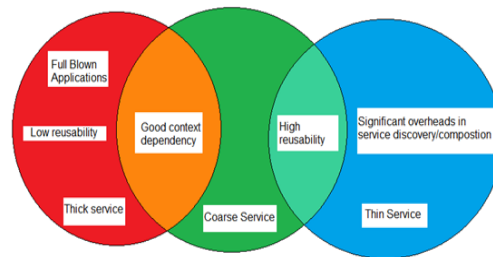 Full Blown
Applications
Low reusability
Thick service
Good context
dependency
Coarse Service
High
reusability
Significant overheads in
service discovery/compostion
Thin Service